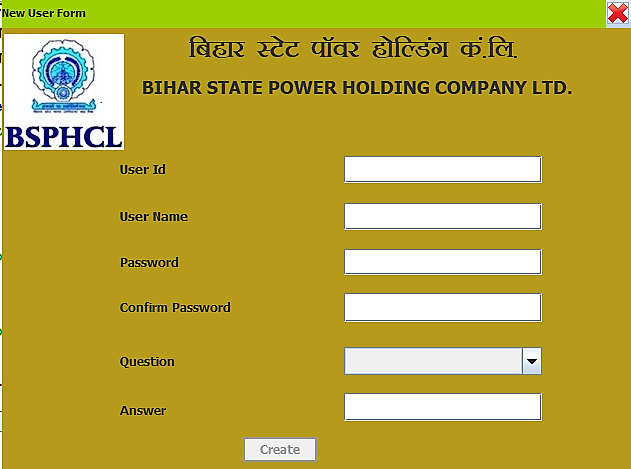 New User Form
बिहार स्टेट पॉवर होल्डिंग कं.लि.
BIHAR STATE POWER HOLDING COMPANY LTD.
BSPHCL
User Id
User Name
Password
Confirm Password
Question
Answer
Create